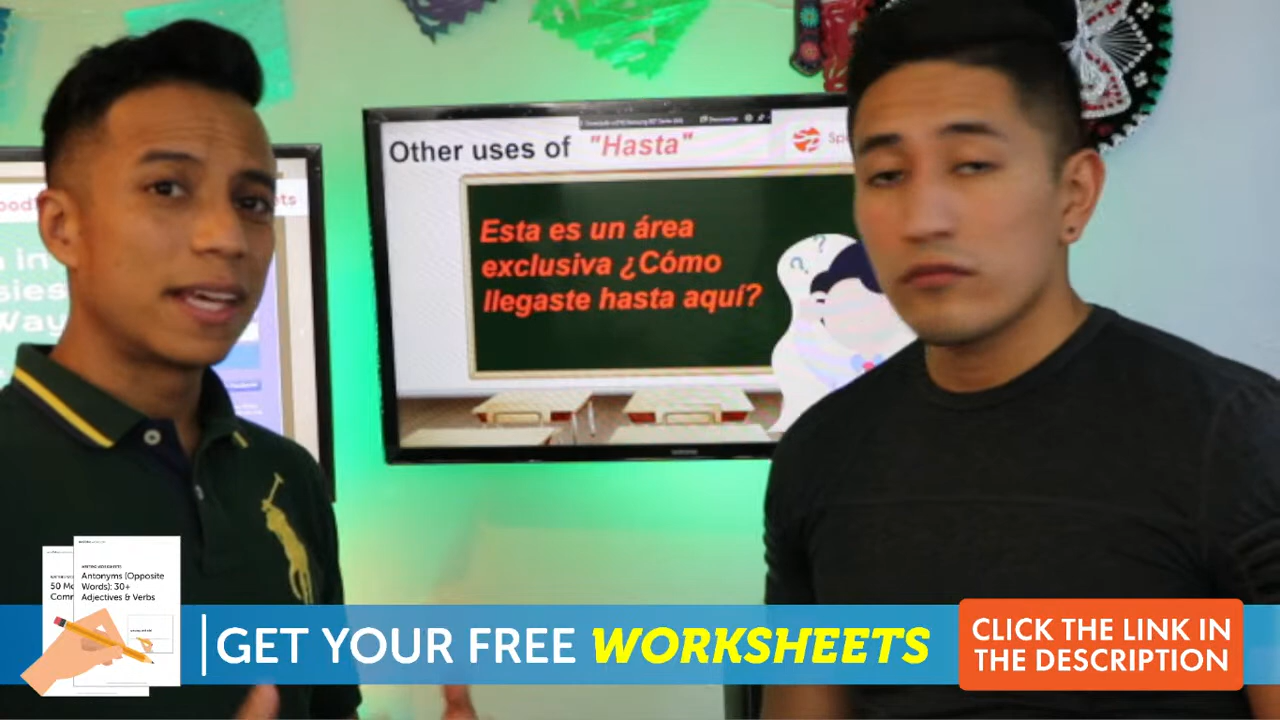 Other uses of "Hasta"
Esta es un área
exclusiva ¿Cómo
llegaste hasta aquí?
Way
Antonyms (Opposite
Words): 30+
Adjectives & Verbs
GET YOUR FREE WORKSHEETS
CLICK THE LINK IN
THE DESCRIPTION